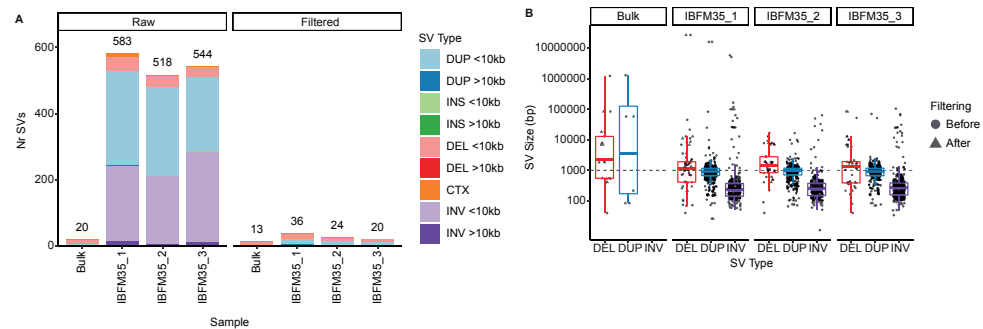 A
Raw
Filtered
Nr SVs
600
400
200
0
20
583
518
544
13
36
24
20
Bulk
IBFM35_1
IBFM35_2
IBFM35_3
Bulk
IBFM35_1
IBFM35_2
IBFM35_3
Sample
SV Type
DUP <10kb
DUP >10kb
INS <10kb
INS >10kb
DEL <10kb
DEL >10kb
CTX
INV <10kb
INV >10kb
B
Bulk
IBFM35_1
IBFM35_2
IBFM35_3
SV Size (bp)
10000000
1000000
100000
10000
1000
100
DEL DUP INV
DEL DUP INV
DEL DUP INV
DEL DUP INV
SV Type
Filtering
Before
After